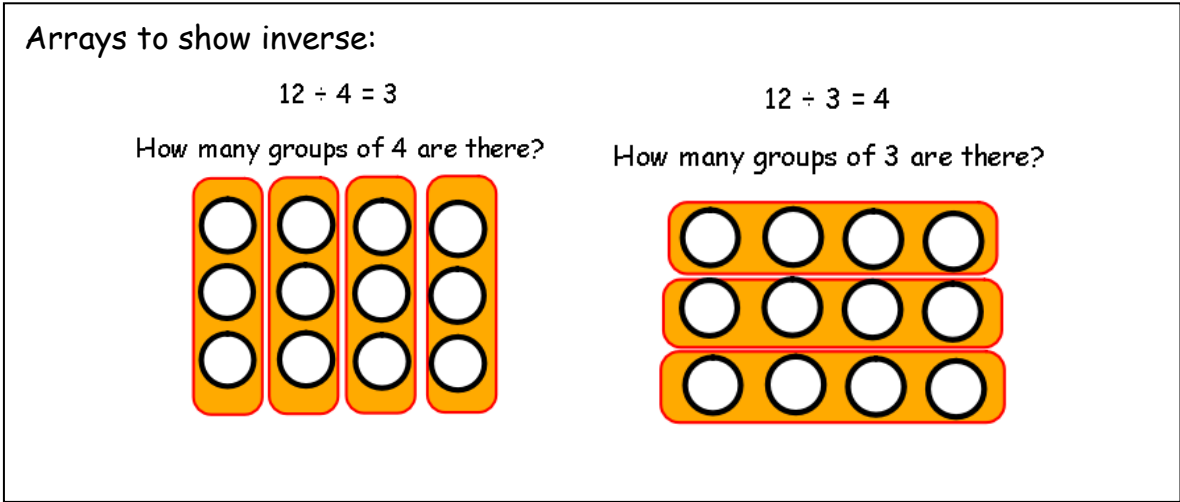 Arrays to show inverse:
12 ÷ 4 = 3
How many groups of 4 are there?
12 ÷ 3 = 4
How many groups of 3 are there?